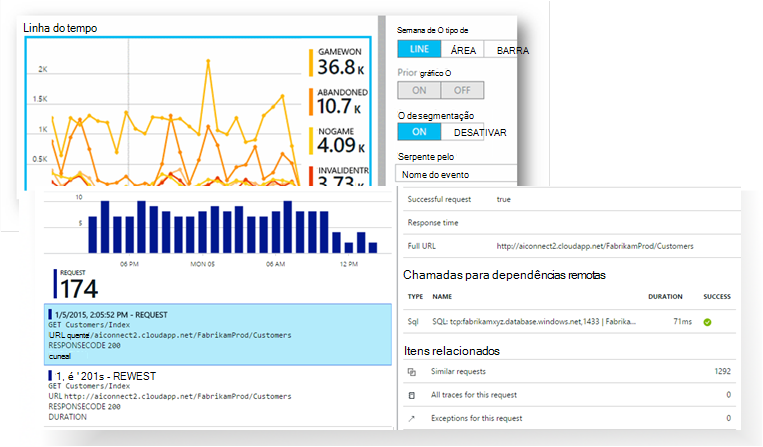 Linha do tempo
2K
1.5K
1K
0.5K
GAMEWON
36.8 K
ABANDONED
10.7 K
NOGAME
4.09 K
INVALIDENTR
3.73 K
Semana de O tipo de
LINE ÁREA BARRA
Prior gráfico O
ON OFF
O desegmentação
ON DESATIVAR
Serpente pelo
Nome do evento
10
5
06 PM MON 05 06 AM 12 PM
REQUEST
174
1/5/2015, 2:05:52 PM - REQUEST
GET Customers/Index
URL quente/aiconnect2.cloudapp.net/FabrikamProd/Customers
RESPONSECODE 200
cuneal
1, é ' 201s - REWEST
GET Customers/Index
URL http://aiconnect2.cloudapp.net/FabrikamProd/Customers
RESPONSECODE 200
DURATION
Successful request true
Response time
Full URL http://aiconnect2.cloudapp.net/FabrikamProd/Customers
Chamadas para dependências remotas
TYPE NAME DURATION SUCCESS
Sql SQL: tcp:fabrikamxyz.database.windows.net,1433 | Fabrika... 71ms
Itens relacionados
Similar requests 1292
All traces for this request 0
Exceptions for this request 0